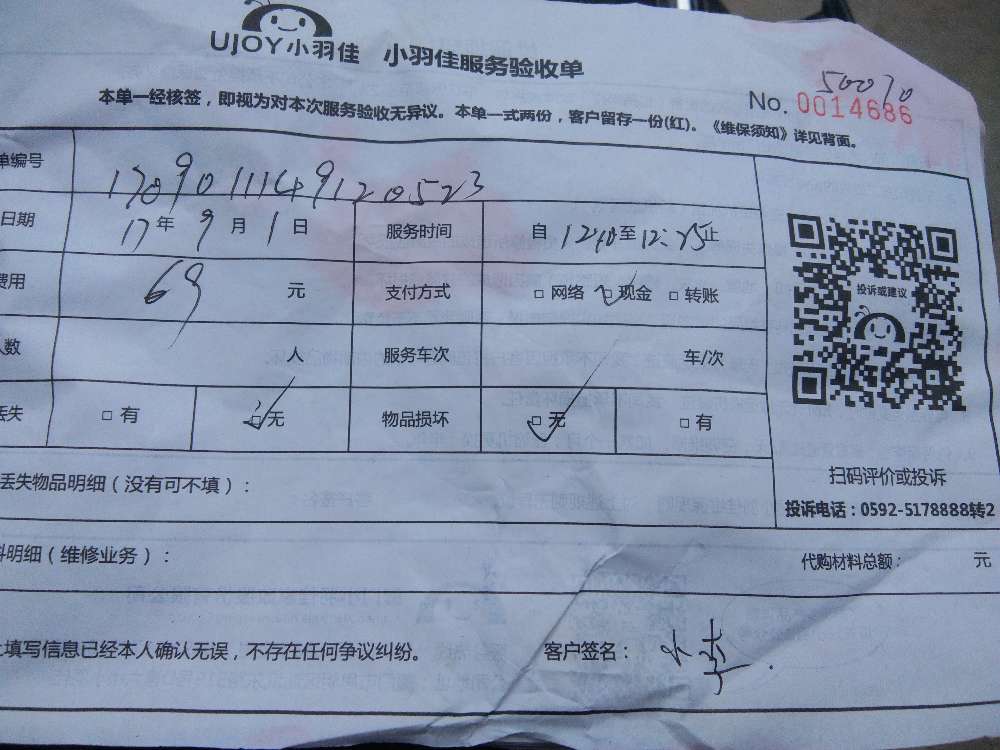 UJOY小羽佳 小羽佳服务验收单
No. 0014686
本单一经核签，即视为对本次服务验收无异议。本单一式两份，客户留存一份(红)。《维保须知》详见背面。
单编号 17090111491205 23
日期 17年9月1日 服务时间 自 至 止
费用 69 元 支付方式 □ 网络 □ 现金 □ 转账
人数 人 服务车次 车/次
丢失 □ 有 □ 无 物品损坏 □ 无 □ 有
投诉或建议
扫码评价或投诉
投诉电话：0592-5178888转2
丢失物品明细（没有可不填）：
料明细（维修业务）： 代购材料总额： 元
上填写信息已经本人确认无误，不存在任何争议纠纷。 客户签名：